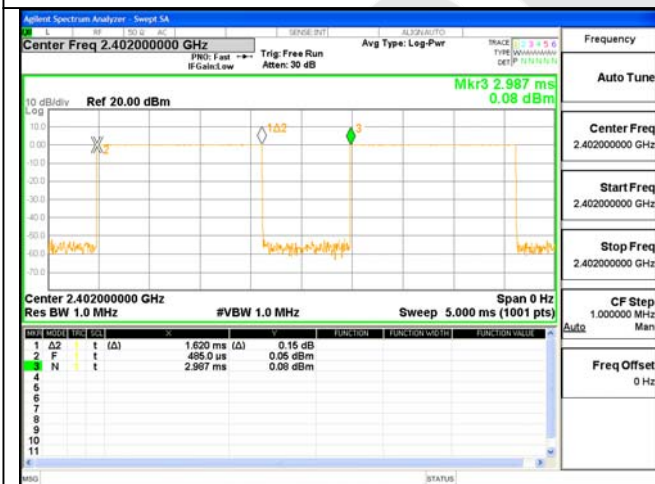 Agilent Spectrum Analyzer - Swept SA
L RF 50 Ω AC SENSE:INT ALIGNAUTO
Center Freq 2.402000000 GHz
PNO: Fast
IFGain:Low
Trig: Free Run
Atten: 30 dB
Avg Type: Log-Pwr
TRACE 1 2 3 4 5 6
TYPE
DET P N N N N N
Mkr3 2.987 ms
0.08 dBm
10 dB/div Ref 20.00 dBm
Log
1Δ2
3
10.0
0.00
2
-20.0
-30.0
-40.0
-60.0
-70.0
Center 2.402000000 GHz Span 0 Hz
Res BW 1.0 MHz #VBW 1.0 MHz Sweep 5.000 ms (1001 pts)
MKR MODE TRC SCL X Y FUNCTION FUNCTION WIDTH FUNCTION VALUE
1 Δ2 1 t (Δ) 1.620 ms (Δ) 0.15 dB
2 F 1 t 485.0 µs 0.05 dBm
3 N 1 t 2.987 ms 0.08 dBm
4
5
6
7
8
9
10
11
MSG STATUS
Frequency
Auto Tune
Center Freq
2.402000000 GHz
Start Freq
2.402000000 GHz
Stop Freq
2.402000000 GHz
CF Step
1.000000 MHz
Auto Man
Freq Offset
0 Hz